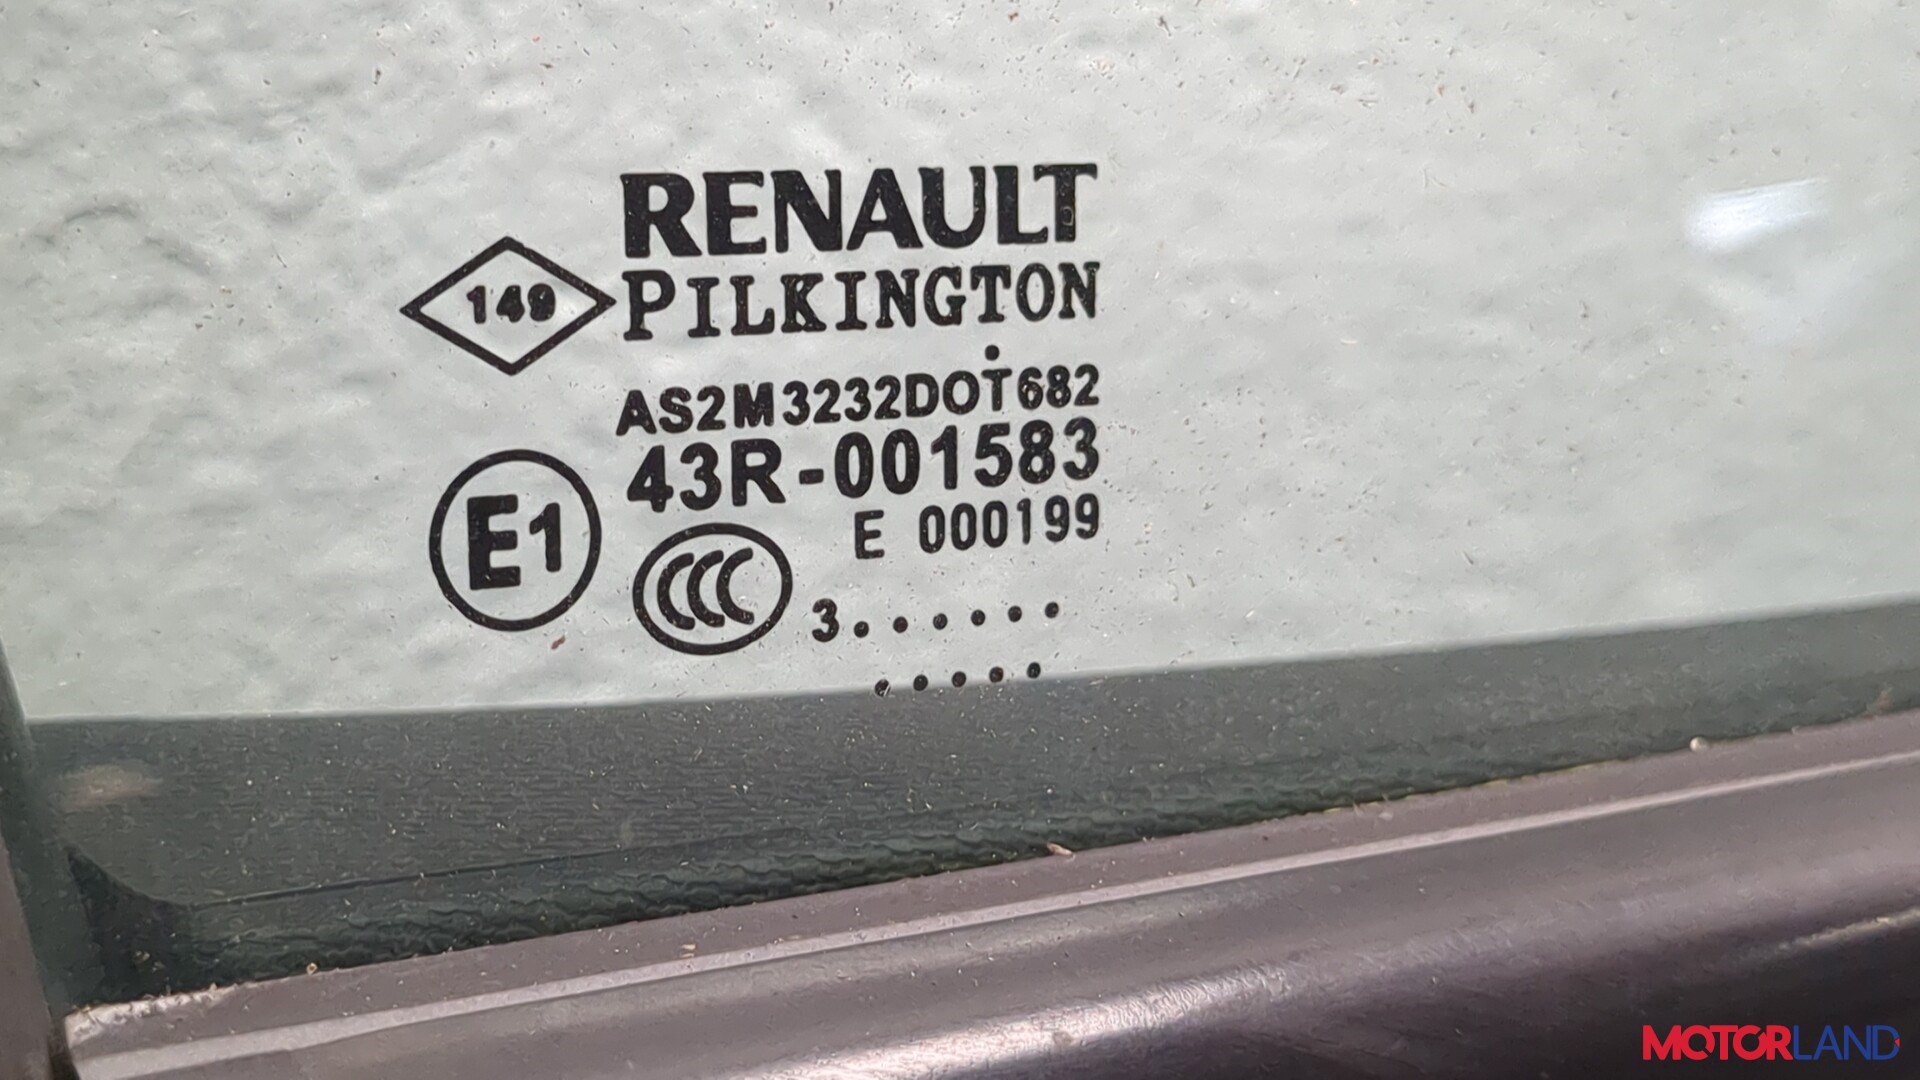 RENAULT
149
PILKINGTON
AS2M3232DOT682
43R-001583
E1
E 000199
CCC
3. . . . . .
. . . . .
MOTORLAND